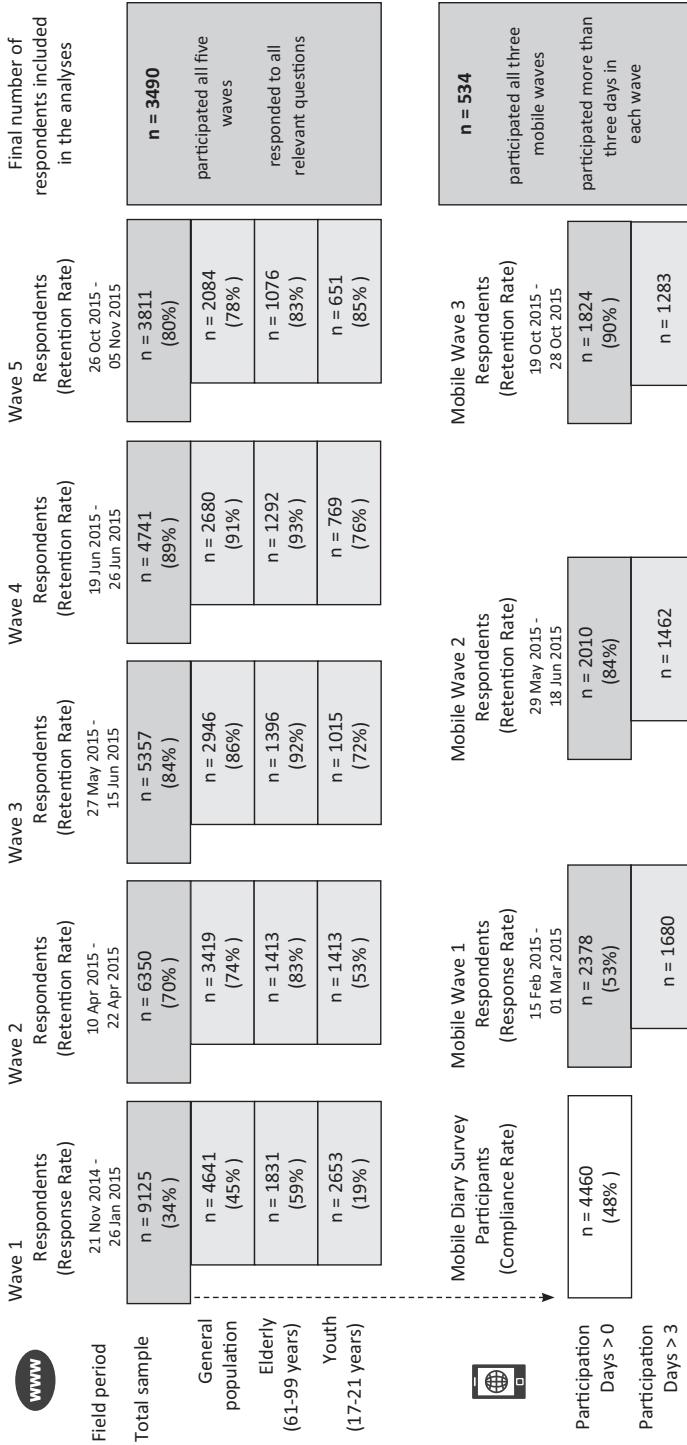 www
Field period
Total sample
General
population
Elderly
(61-99 years)
Youth
(17-21 years)
Wave 1
Respondents
(Response Rate)
21 Nov 2014 -
26 Jan 2015
n = 9125
(34% )
n = 4641
(45% )
n = 1831
(59% )
n = 2653
(19% )
Wave 2
Respondents
(Retention Rate)
10 Apr 2015 -
22 Apr 2015
n = 6350
(70% )
n = 3419
(74% )
n = 1413
(83% )
n = 1413
(53% )
Wave 3
Respondents
(Retention Rate)
27 May 2015 -
15 Jun 2015
n = 5357
(84% )
n = 2946
(86% )
n = 1396
(92% )
n = 1015
(72% )
Wave 4
Respondents
(Retention Rate)
19 Jun 2015 -
26 Jun 2015
n = 4741
(89% )
n = 2680
(91% )
n = 1292
(93% )
n = 769
(76% )
Wave 5
Respondents
(Retention Rate)
26 Oct 2015 -
05 Nov 2015
n = 3811
(80%)
n = 2084
(78% )
n = 1076
(83% )
n = 651
(85% )
Final number of
respondents included
in the analyses
n = 3490
participated all five
waves
responded to all
relevant questions
Participation
Days > 0
Participation
Days > 3
Mobile Diary Survey
Participants
(Compliance Rate)
n = 4460
(48% )
Mobile Wave 1
Respondents
(Response Rate)
15 Feb 2015 -
01 Mar 2015
n = 2378
(53%)
n = 1680
Mobile Wave 2
Respondents
(Retention Rate)
29 May 2015 -
18 Jun 2015
n = 2010
(84%)
n = 1462
Mobile Wave 3
Respondents
(Retention Rate)
19 Oct 2015 -
28 Oct 2015
n = 1824
(90% )
n = 1283
n = 534
participated all three
mobile waves
participated more than
three days in
each wave